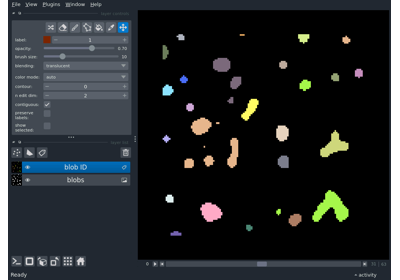 File View Plugins Window Help
label: 1
opacity: 0.70
brush size: 10
blending: translucent
color mode: auto
contour: 0
n edit dim: 2
contiguous:
preserve
labels:
show
selected:
blob ID
blobs
Ready
activity